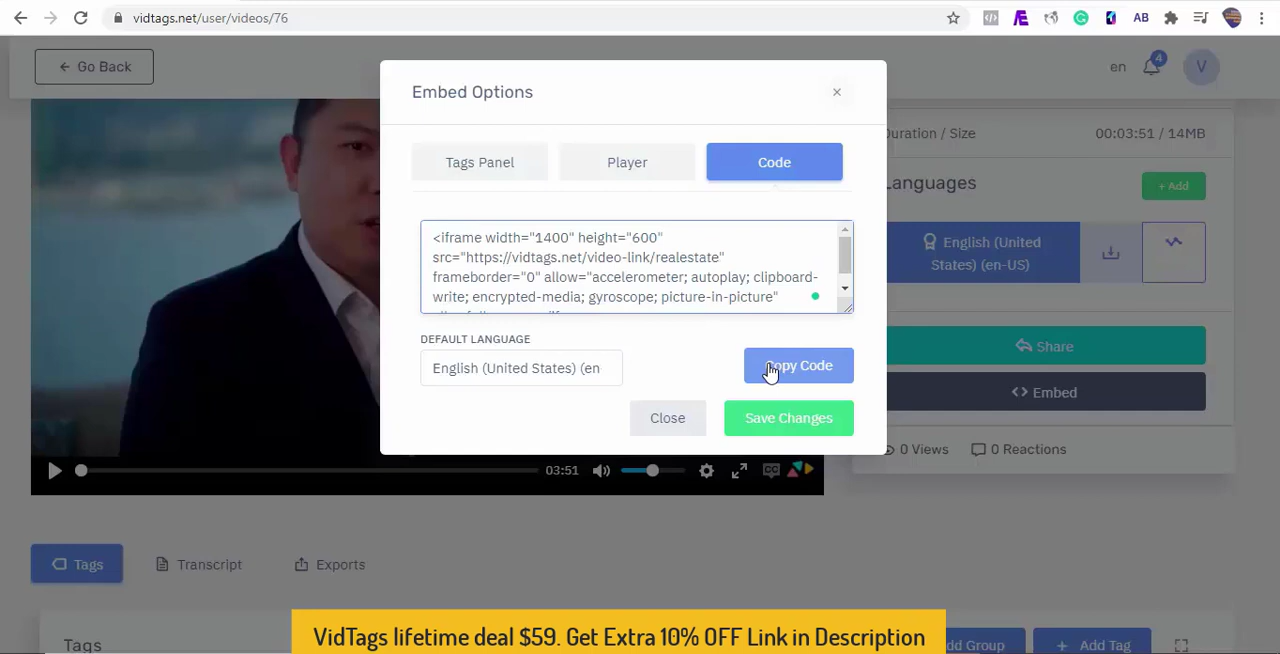 vidtags.net/user/videos/76
AB
← Go Back
en
4
V
Embed Options
×
Tags Panel
Player
Code
Duration / Size
00:03:51 / 14MB
Languages
+ Add
<iframe width="1400" height="600"
src="https://vidtags.net/video-link/realestate"
frameborder="0" allow="accelerometer; autoplay; clipboard-
write; encrypted-media; gyroscope; picture-in-picture"
English (United
States) (en-US)
DEFAULT LANGUAGE
English (United States) (en
Copy Code
Close
Save Changes
Share
<> Embed
0 Views
0 Reactions
03:51
CC
Tags
Transcript
Exports
Tags
Group
+ Add Tag
VidTags lifetime deal $59. Get Extra 10% OFF Link in Description